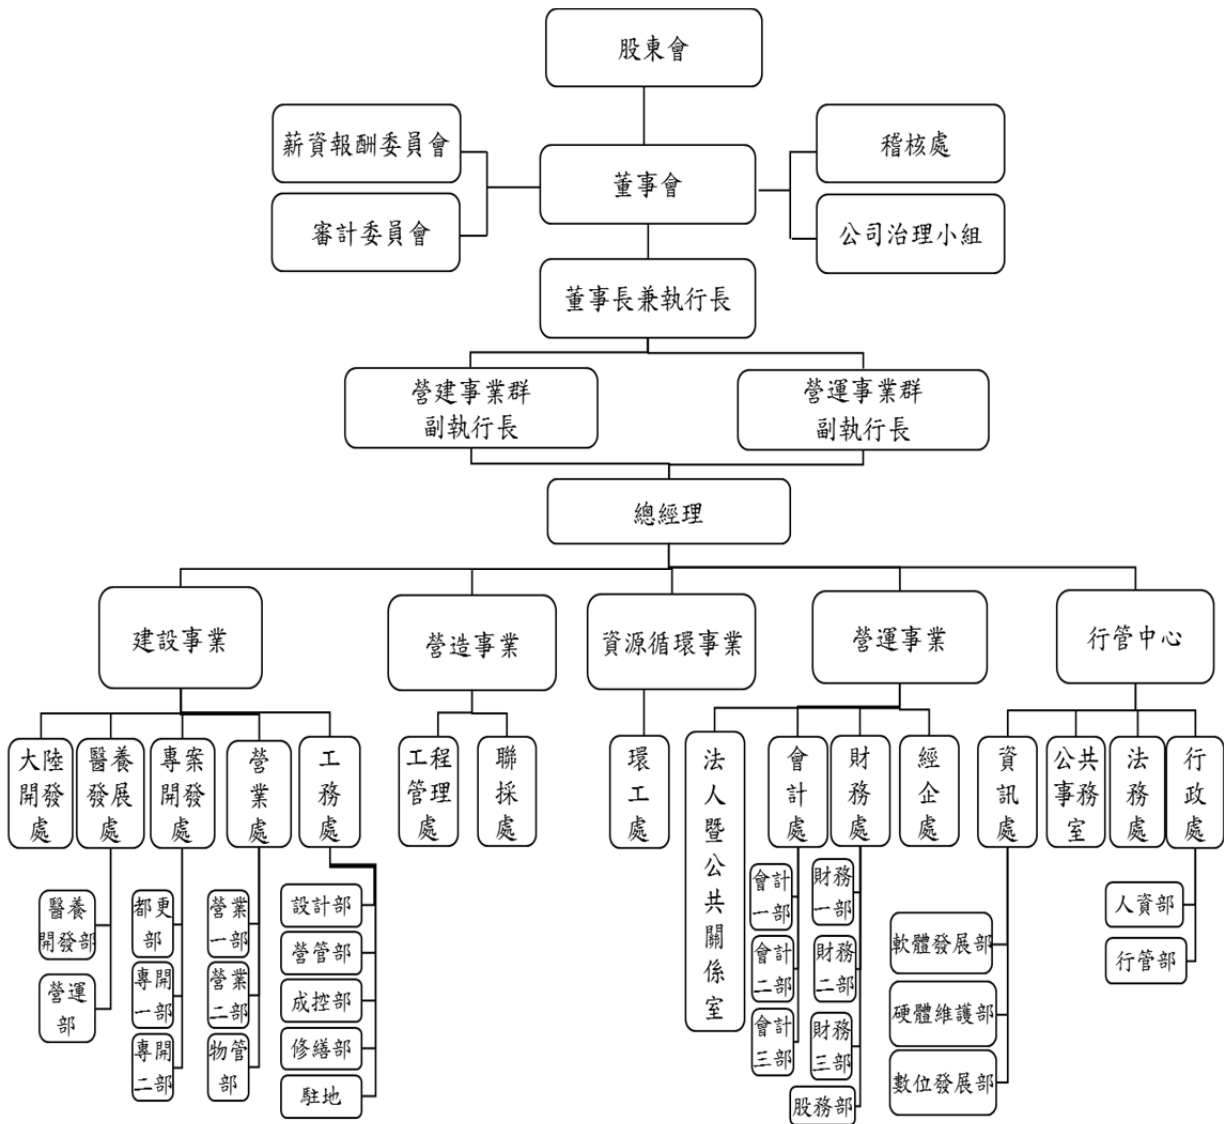 股東會
薪資報酬委員會
稽核處
董事會
審計委員會
公司治理小組
董事長兼執行長
營建事業群
副執行長
營運事業群
副執行長
總經理
建設事業
營造事業
資源循環事業
營運事業
行管中心
大陸
開發
處
醫養
發展
處
專案
開發
處
營
業
處
工
務
處
工程
管理
處
聯
採
處
環
工
處
法
人
暨
公
共
關
係
室
會
計
處
財
務
處
經
企
處
資
訊
處
公共
事務
室
法
務
處
行
政
處
醫養
開發部
營運
部
都更
部
專開
一部
專開
二部
營業
一部
營業
二部
物管
部
設計部
營管部
成控部
修繕部
駐地
會計
一部
會計
二部
會計
三部
財務
一部
財務
二部
財務
三部
股務部
軟體發展部
硬體維護部
數位發展部
人資部
行管部